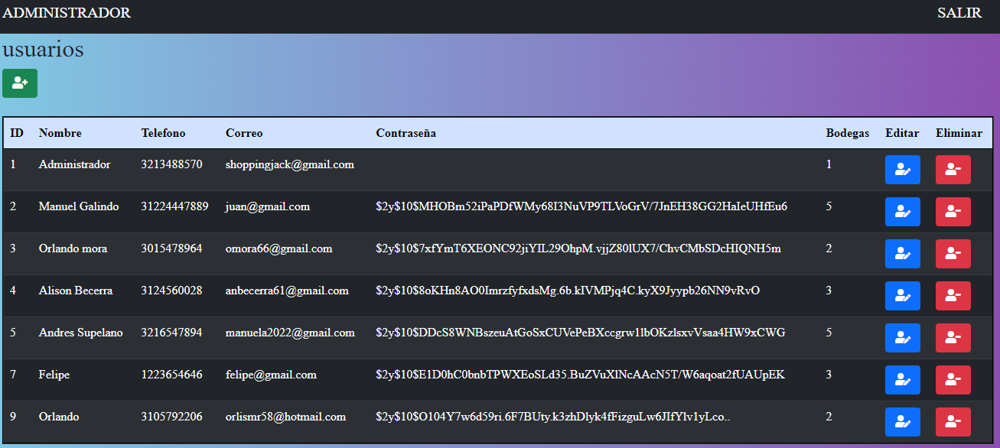 ADMINISTRADOR SALIR
usuarios
ID Nombre Telefono Correo Contraseña Bodegas Editar Eliminar
1 Administrador 3213488570 shoppingjack@gmail.com 1
2 Manuel Galindo 31224447889 juan@gmail.com $2y$10$MHOBm52iPaPDfWMy68I3NuVP9TLVoGrV/7JnEH38GG2HaIeUHfEu6 5
3 Orlando mora 3015478964 omora66@gmail.com $2y$10$7xfYmT6XEONC92jiYIL29OhpM.vjjZ80lUX7/ChvCMbSDcHIQNH5m 2
4 Alison Becerra 3124560028 anbecerra61@gmail.com $2y$10$8oKHn8AO0ImrzfyfxdsMg.6b.kIVMPjq4C.kyX9Jyypb26NN9vRvO 3
5 Andres Supelano 3216547894 manuela2022@gmail.com $2y$10$DDcS8WNBszeuAtGoSxCUVePeBXccgrw1lbOKzlsxvVsaa4HW9xCWG 5
7 Felipe 1223654646 felipe@gmail.com $2y$10$E1D0hC0bnbTPWXEoSLd35.BuZVuXlNcAAcN5T/W6aqoat2fUAUpEK 3
9 Orlando 3105792206 orlismr58@hotmail.com $2y$10$O104Y7w6d59ri.6F7BUty.k3zhDlyk4fFizguLw6JIfYlv1yLco.. 2